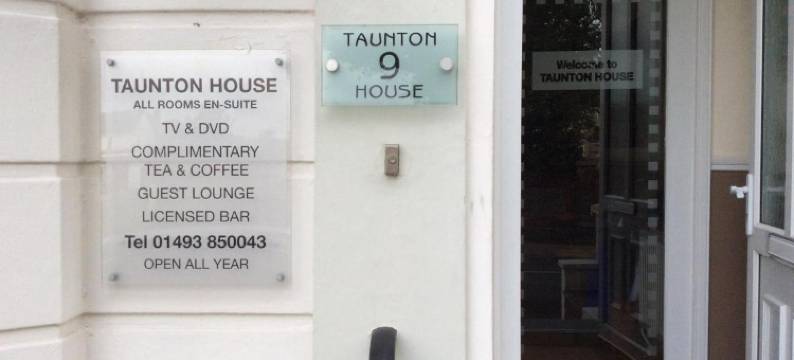 TAUNTON HOUSE
ALL ROOMS EN-SUITE
TV & DVD
COMPLIMENTARY
TEA & COFFEE
GUEST LOUNGE
LICENSED BAR
Tel 01493 850043
OPEN ALL YEAR
TAUNTON
9
HOUSE
Welcome to
TAUNTON HOUSE